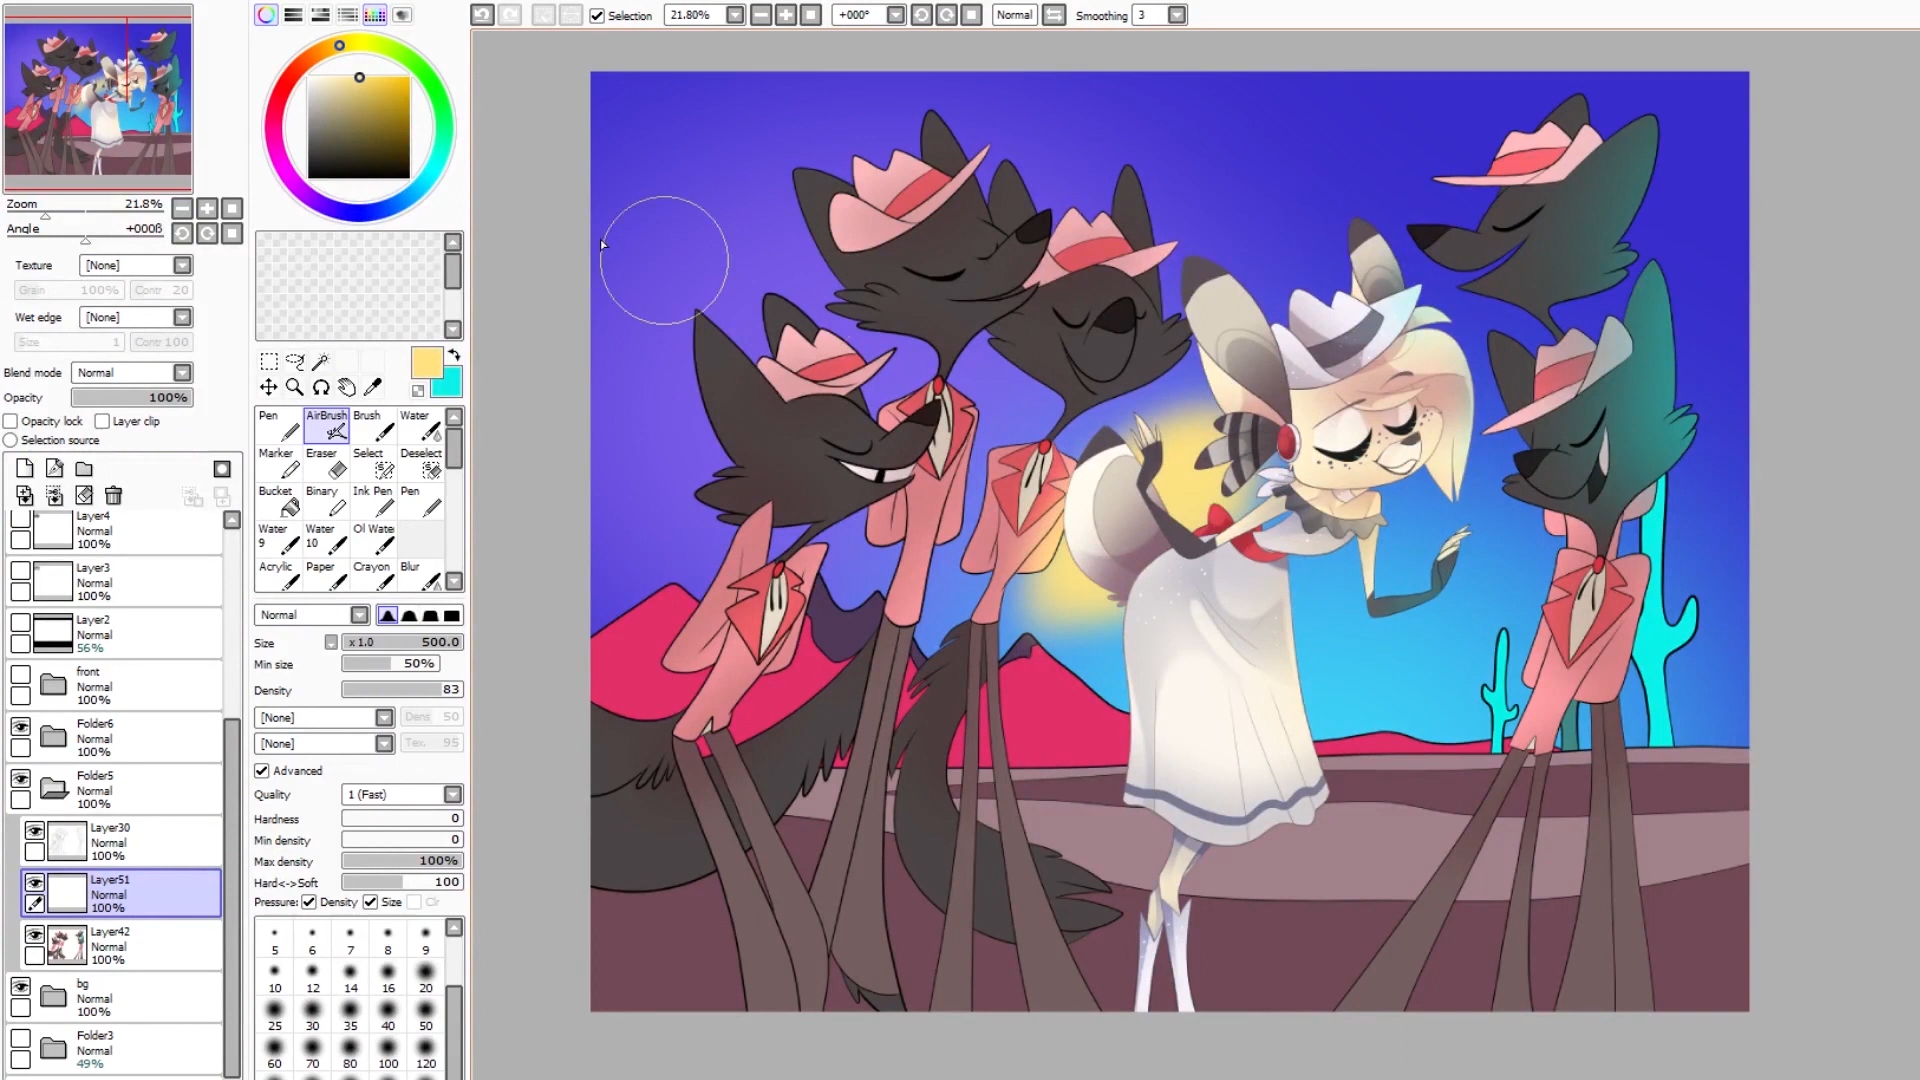 Selection 21.80% +000° Normal Smoothing 3
Zoom 21.8%
Angle +000ß
Texture [None]
Grain 100% Contr 20
Wet edge [None]
Size 1 Contr 100
Blend mode Normal
Opacity 100%
Opacity lock Layer clip
Selection source
Layer4
Normal
100%
Layer3
Normal
100%
Layer2
Normal
56%
front
Normal
100%
Folder6
Normal
100%
Folder5
Normal
100%
Layer30
Normal
100%
Layer51
Normal
100%
Layer42
Normal
100%
bg
Normal
100%
Folder3
Normal
49%
Pen AirBrush Brush Water
Marker Eraser Select Deselect
Bucket Binary Ink Pen Pen
Water 9 Water 10 Ol Wate
Acrylic Paper Crayon Blur
Normal
Size x 1.0 500.0
Min size 50%
Density 83
[None] Dens 50
[None] Tex. 95
Advanced
Quality 1 (Fast)
Hardness 0
Min density 0
Max density 100%
Hard<->Soft 100
Pressure: Density Size Clr
5 6 7 8 9
10 12 14 16 20
25 30 35 40 50
60 70 80 100 120